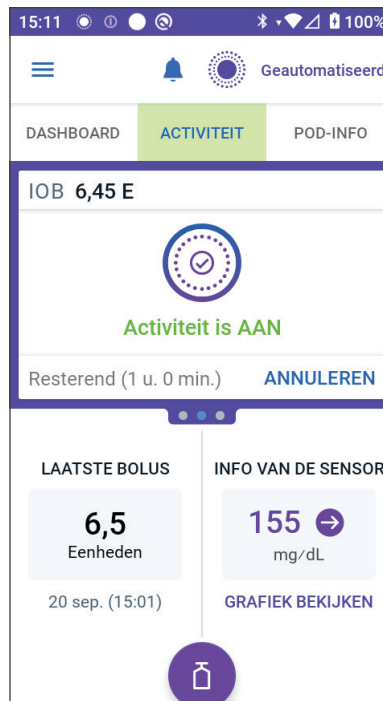 15:11 100%
Geautomatiseerd
DASHBOARD ACTIVITEIT POD-INFO
IOB 6,45 E
Activiteit is AAN
Resterend (1 u. 0 min.) ANNULEREN
LAATSTE BOLUS
6,5
Eenheden
20 sep. (15:01)
INFO VAN DE SENSOR
155
mg/dL
GRAFIEK BEKIJKEN